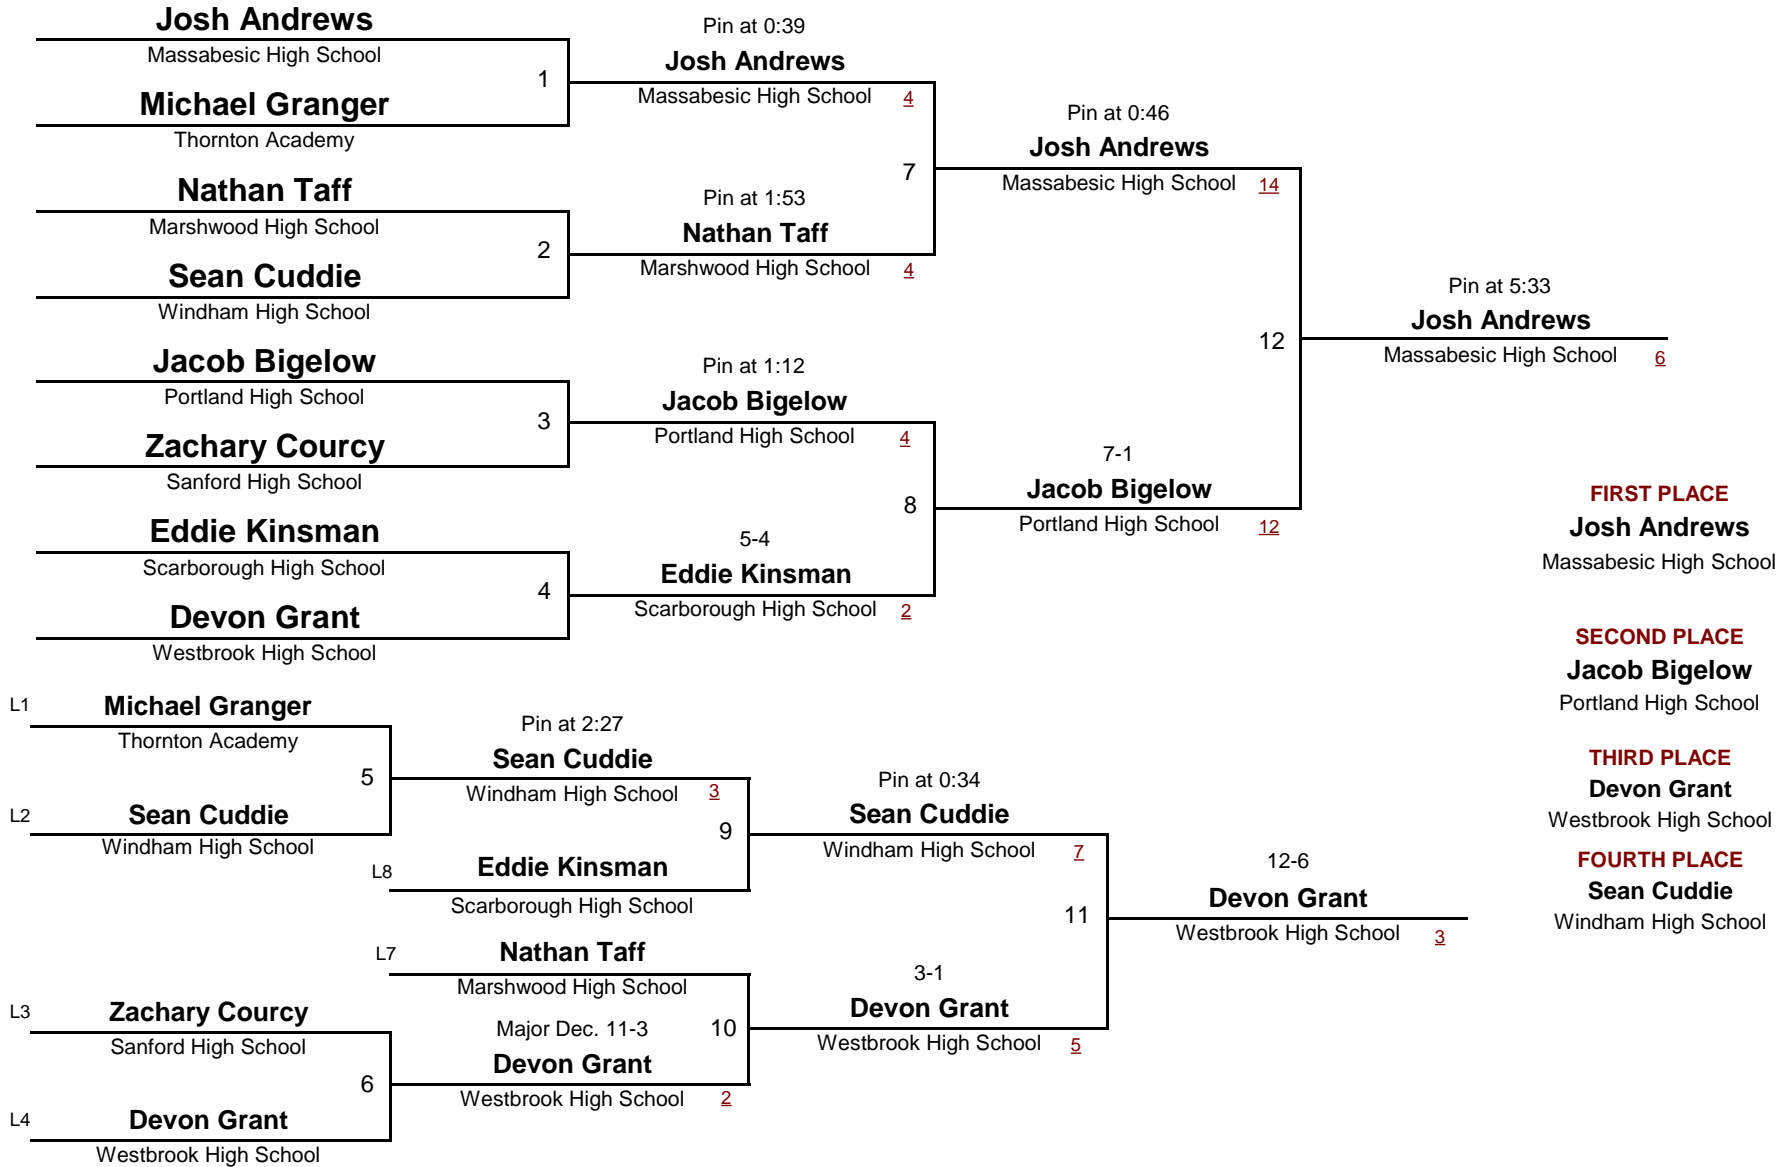 Josh Andrews
Massabesic High School
1
Michael Granger
Thornton Academy
Nathan Taff
Marshwood High School
2
Sean Cuddie
Windham High School
Jacob Bigelow
Portland High School
3
Zachary Courcy
Sanford High School
Eddie Kinsman
Scarborough High School
4
Devon Grant
Westbrook High School
Pin at 0:39
Josh Andrews
Massabesic High School 4
7
Pin at 1:53
Nathan Taff
Marshwood High School 4
Pin at 1:12
Jacob Bigelow
Portland High School 4
8
5-4
Eddie Kinsman
Scarborough High School 2
Pin at 0:46
Josh Andrews
Massabesic High School 14
12
7-1
Jacob Bigelow
Portland High School 12
Pin at 5:33
Josh Andrews
Massabesic High School 6
FIRST PLACE
Josh Andrews
Massabesic High School
SECOND PLACE
Jacob Bigelow
Portland High School
THIRD PLACE
Devon Grant
Westbrook High School
FOURTH PLACE
Sean Cuddie
Windham High School
L1 Michael Granger
Thornton Academy
5
L2 Sean Cuddie
Windham High School
Pin at 2:27
Sean Cuddie
Windham High School 3
9
L8 Eddie Kinsman
Scarborough High School
L7 Nathan Taff
Marshwood High School
Major Dec. 11-3 10
Devon Grant
Westbrook High School 2
L3 Zachary Courcy
Sanford High School
6
L4 Devon Grant
Westbrook High School
Pin at 0:34
Sean Cuddie
Windham High School 7
11
3-1
Devon Grant
Westbrook High School 5
12-6
Devon Grant
Westbrook High School 3